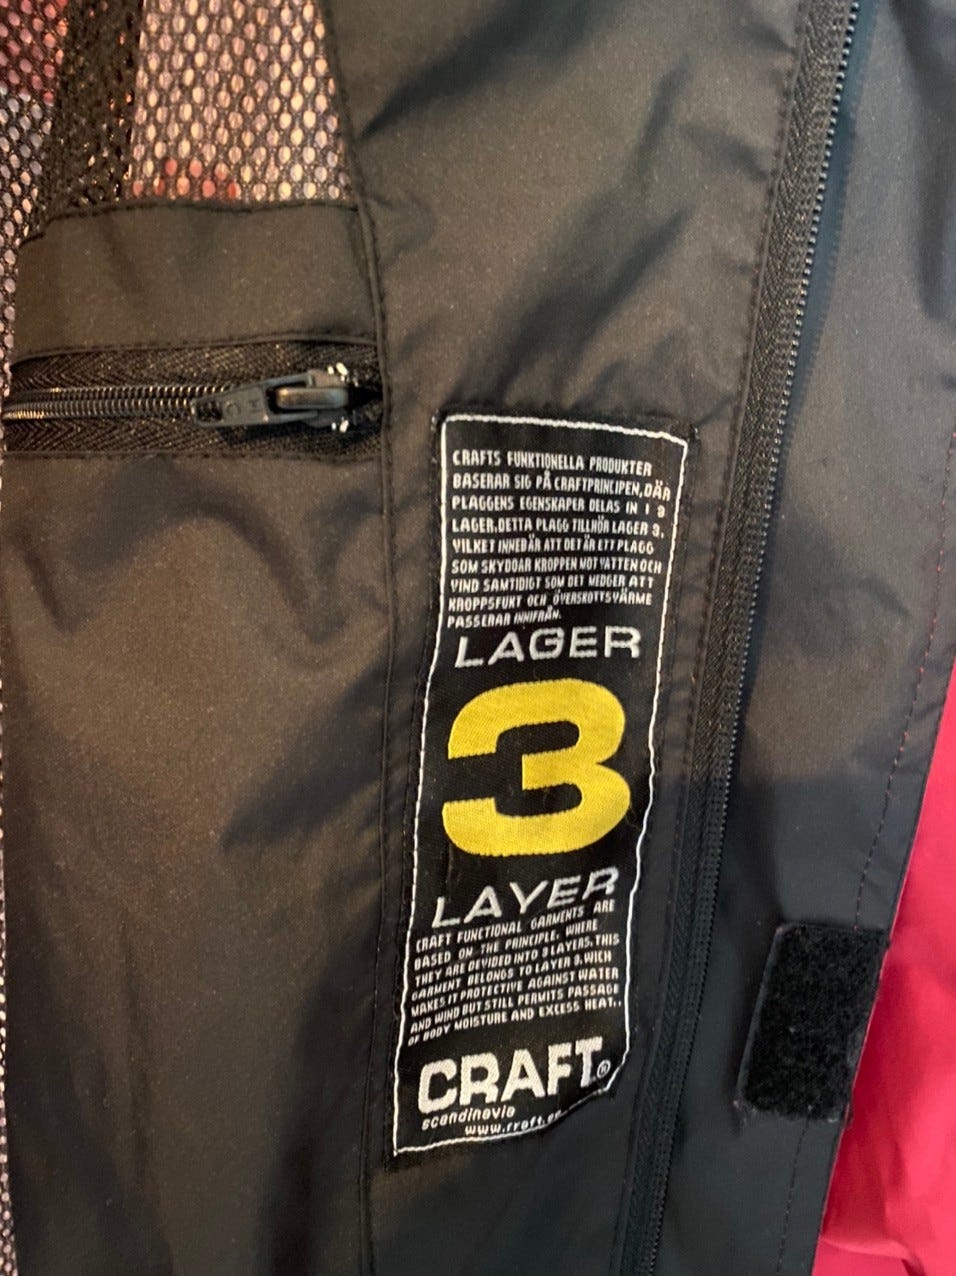 CRAFTS FUNKTIONELLA PRODUKTER
BASERAR SIG PÅ CRAFTPRINCIPEN, DÄR
PLAGGENS EGENSKAPER DELAS IN I 3
LAGER. DETTA PLAGG TILLHÖR LAGER 3,
VILKET INNEBÄR ATT DET ÄR ETT PLAGG
SOM SKYDDAR KROPPEN MOT VATTEN OCH
VIND SAMTIDIGT SOM DET MEDGER ATT
KROPPSFUKT OCH ÖVERSKOTTSVÄRME
PASSERAR INNIFRÅN.
LAGER
3
LAYER
CRAFT FUNCTIONAL GARMENTS ARE
BASED ON THE PRINCIPLE, WHERE
THEY ARE DEVIDED INTO 3 LAYERS. THIS
GARMENT BELONGS TO LAYER 3, WICH
MAKES IT PROTECTIVE AGAINST WATER
AND WIND BUT STILL PERMITS PASSAGE
OF BODY MOISTURE AND EXCESS HEAT.
CRAFT®
scandinavia
www.craft.se